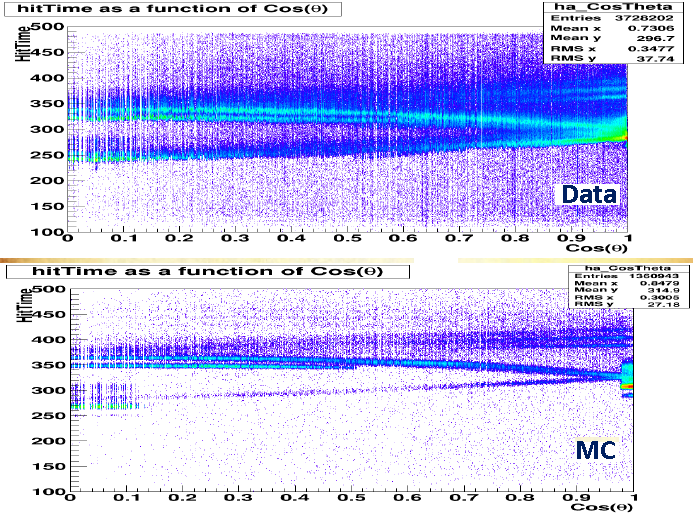 hitTime as a function of Cos(θ)
ha_CosTheta
Entries 3728202
Mean x 0.7306
Mean y 296.7
RMS x 0.3477
RMS y 37.74
hitTime
500
450
400
350
300
250
200
150
100
0 0.1 0.2 0.3 0.4 0.5 0.6 0.7 0.8 0.9 1
Cos(θ)
Data
hitTime as a function of Cos(θ)
ha_CosTheta
Entries 1350943
Mean x 0.8479
Mean y 314.9
RMS x 0.3005
RMS y 27.18
hitTime
500
450
400
350
300
250
200
150
100
0 0.1 0.2 0.3 0.4 0.5 0.6 0.7 0.8 0.9 1
Cos(θ)
MC